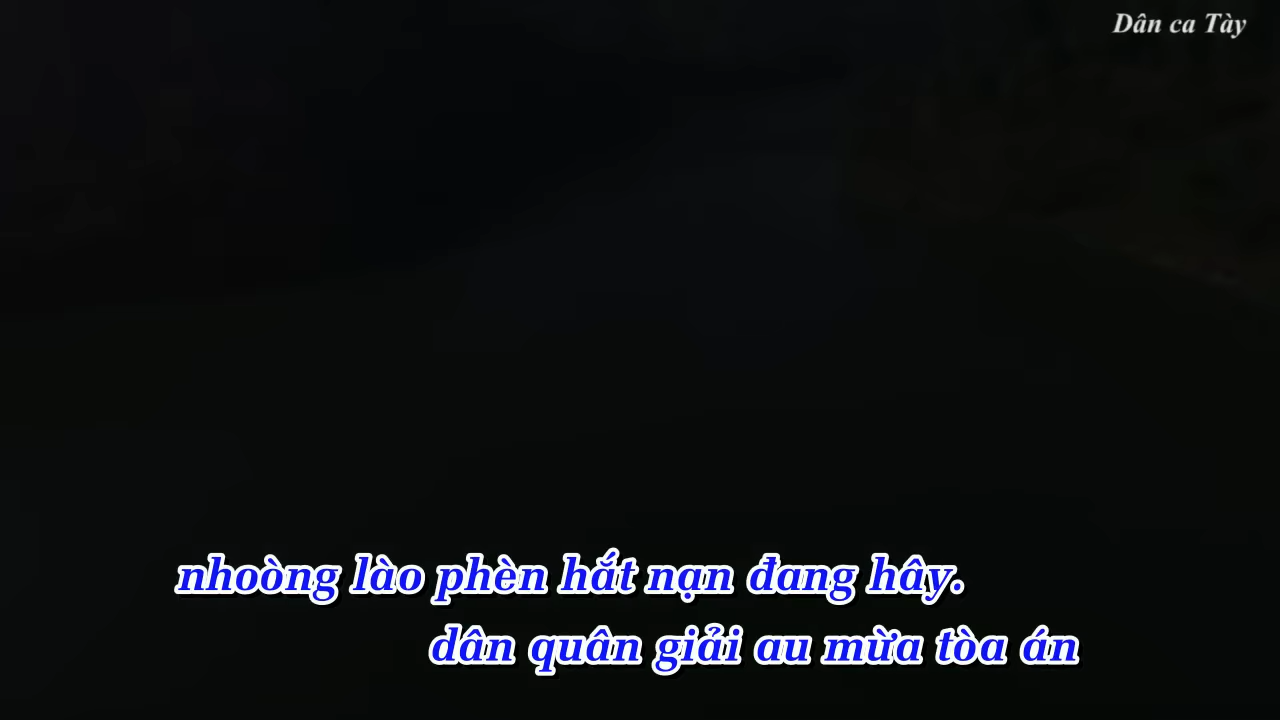 Dân ca Tày
nhoòng lào phèn hắt nạn đang hây.
dân quân giải au mừa tòa án